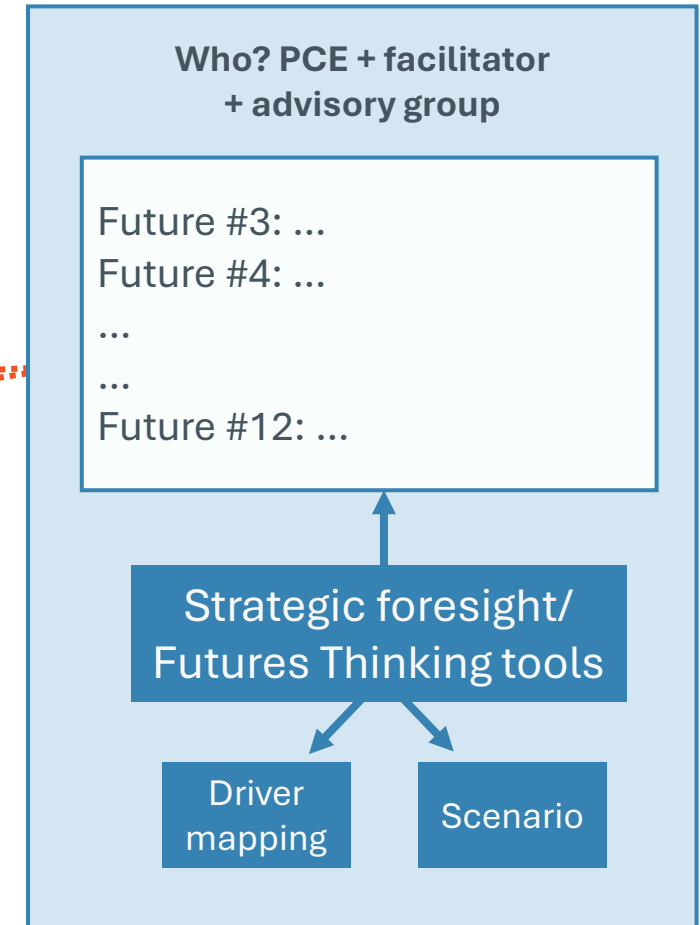 Who? PCE + facilitator
+ advisory group
Future #3: ...
Future #4: ...
...
...
Future #12: ...
Strategic foresight/
Futures Thinking tools
Driver
mapping
Scenario